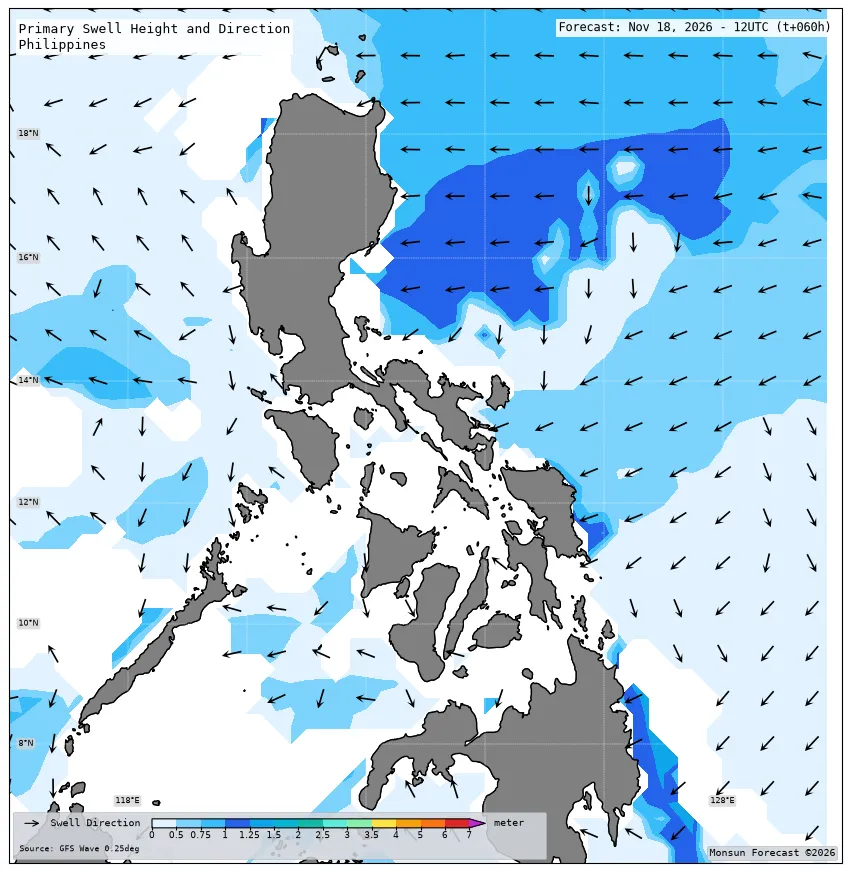 Primary Swell Height and Direction
Philippines
Forecast: Nov 18, 2026 - 12UTC (t+060h)
18°N
16°N
14°N
12°N
10°N
8°N
118°E
128°E
Swell Direction
0 0.5 0.75 1 1.25 1.5 2 2.5 3 3.5 4 5 6 7
meter
Source: GFS Wave 0.25deg
Monsun Forecast ©2026